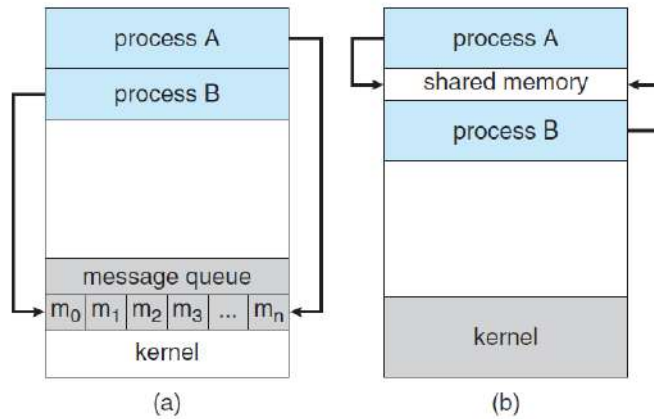 process A
process B
message queue
m0 m1 m2 m3 ... mn
kernel
(a)
process A
shared memory
process B
kernel
(b)